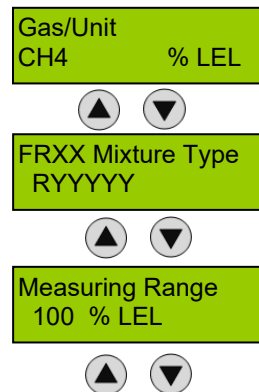 Gas/Unit
CH4 % LEL
FRXX Mixture Type
RYYYYY
Measuring Range
100 % LEL